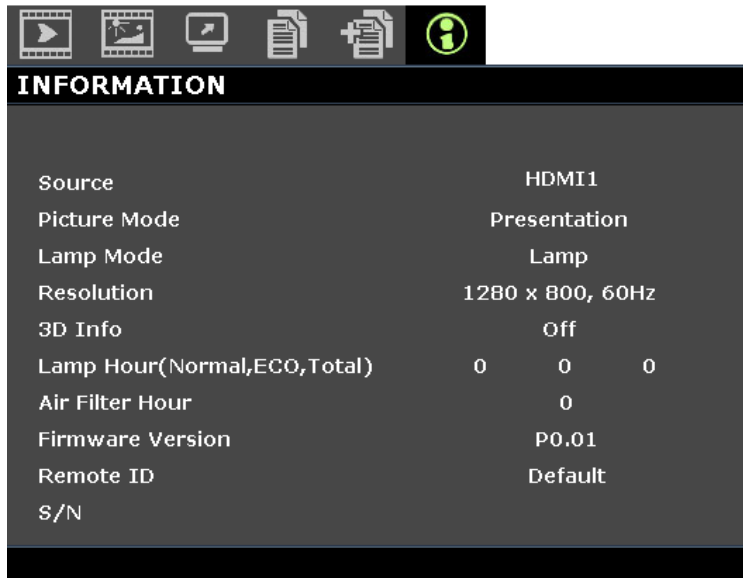 INFORMATION
Source HDMI1
Picture Mode Presentation
Lamp Mode Lamp
Resolution 1280 x 800, 60Hz
3D Info Off
Lamp Hour(Normal,ECO,Total) 0 0 0
Air Filter Hour 0
Firmware Version P0.01
Remote ID Default
S/N